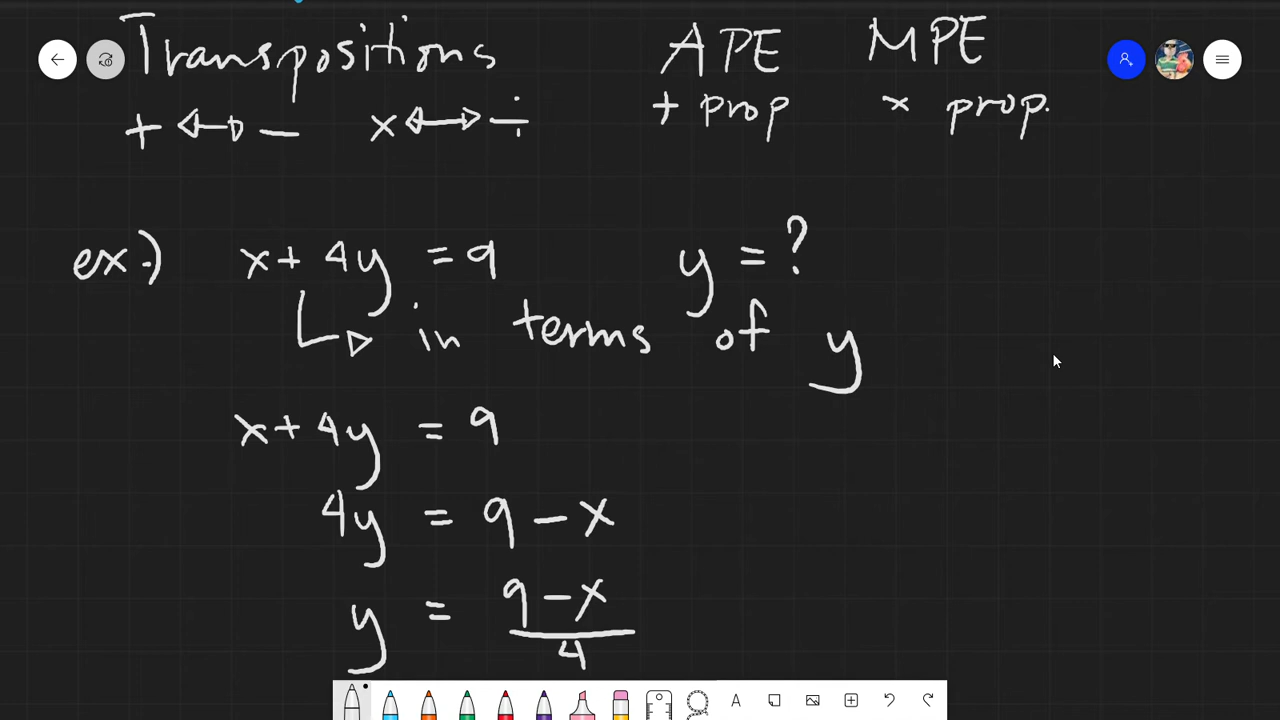 Transpositions APE MPE
+ ↔ − × ↔ ÷ + prop × prop.
ex.) x + 4y = 9 y = ?
↳ in terms of y
x + 4y = 9
4y = 9 − x
y = 9 − x
4
A